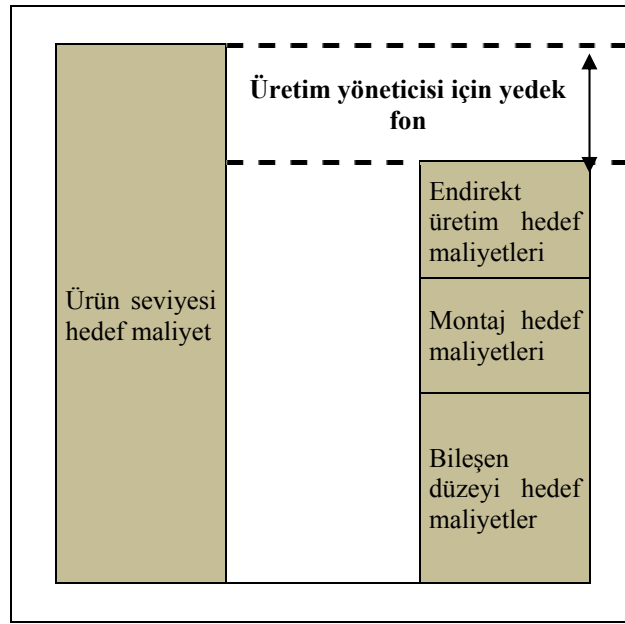 Üretim yöneticisi için yedek
fon
Ürün seviyesi
hedef maliyet
Endirekt
üretim hedef
maliyetleri
Montaj hedef
maliyetleri
Bileşen
düzeyi hedef
maliyetler